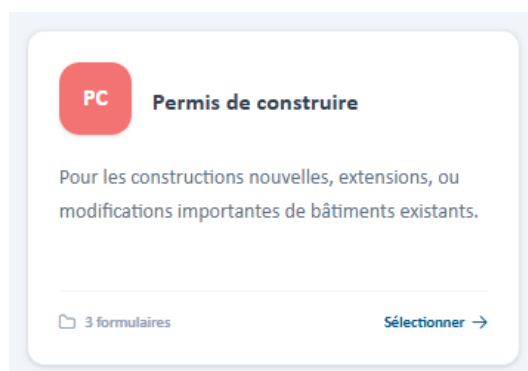 PC
Permis de construire
Pour les constructions nouvelles, extensions, ou
modifications importantes de bâtiments existants.
3 formulaires
Sélectionner →